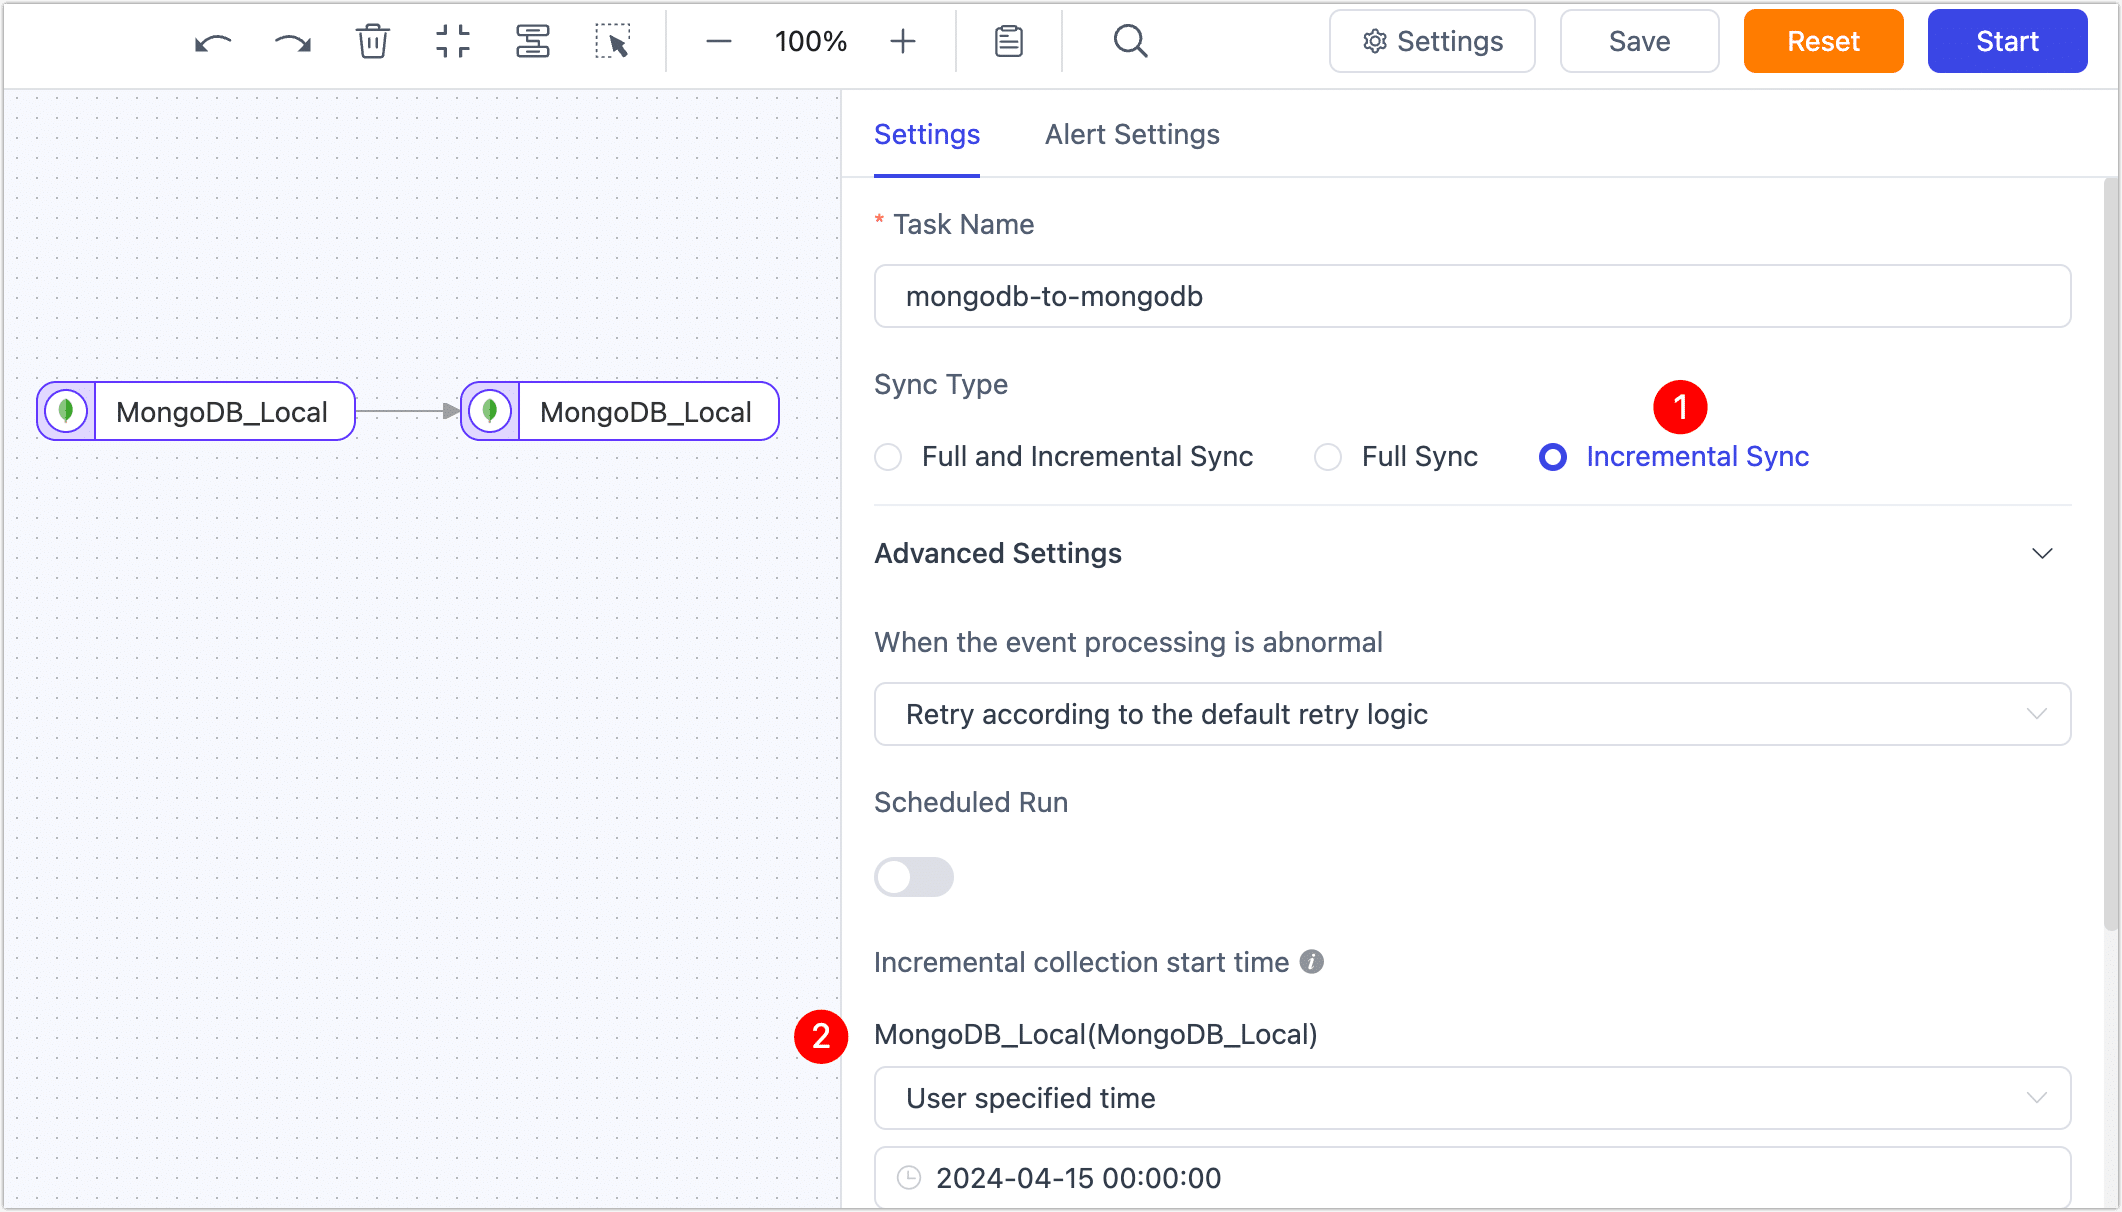 100%
Settings
Save
Reset
Start
Settings
Alert Settings
* Task Name
mongodb-to-mongodb
MongoDB_Local
MongoDB_Local
Sync Type
1
Full and Incremental Sync
Full Sync
Incremental Sync
Advanced Settings
When the event processing is abnormal
Retry according to the default retry logic
Scheduled Run
Incremental collection start time
2
MongoDB_Local(MongoDB_Local)
User specified time
2024-04-15 00:00:00